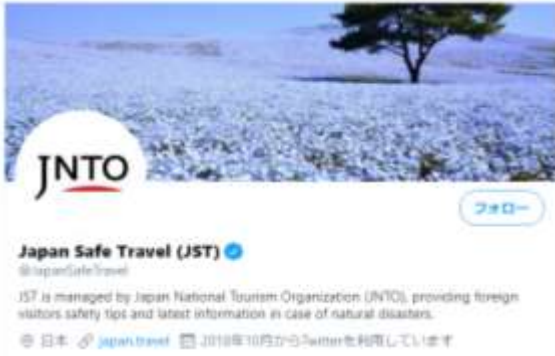 JNTO
フォロー
Japan Safe Travel (JST)
@JapanSafeTravel
JST is managed by Japan National Tourism Organization (JNTO), providing foreign
visitors safety tips and latest information in case of natural disasters.
日本 japan.travel 2018年10月からTwitterを利用しています